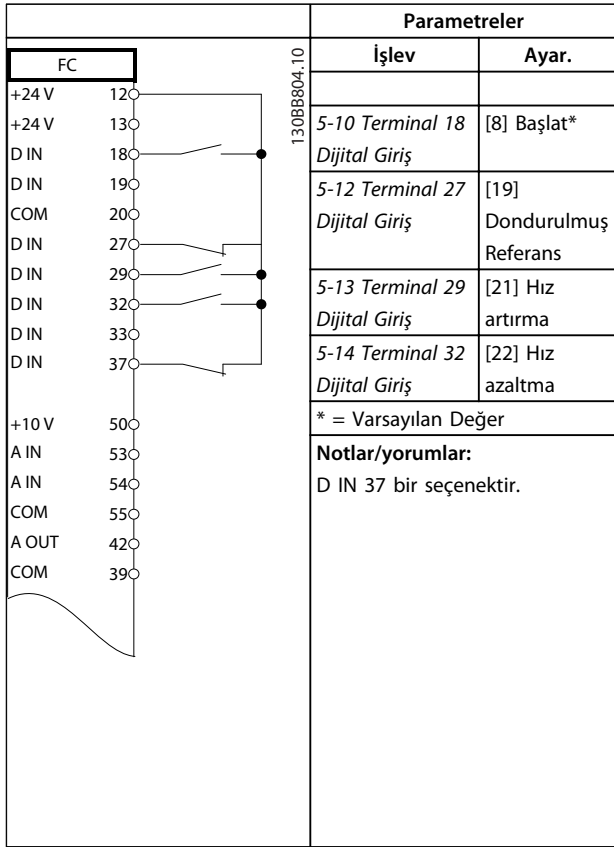 Parametreler
FC
+24 V 12
+24 V 13
D IN 18
D IN 19
COM 20
D IN 27
D IN 29
D IN 32
D IN 33
D IN 37
+10 V 50
A IN 53
A IN 54
COM 55
A OUT 42
COM 39
130BB804.10
İşlev Ayar.
5-10 Terminal 18 [8] Başlat*
Dijital Giriş
5-12 Terminal 27 [19]
Dijital Giriş Dondurulmuş
Referans
5-13 Terminal 29 [21] Hız
Dijital Giriş artırma
5-14 Terminal 32 [22] Hız
Dijital Giriş azaltma
* = Varsayılan Değer
Notlar/yorumlar:
D IN 37 bir seçenektir.